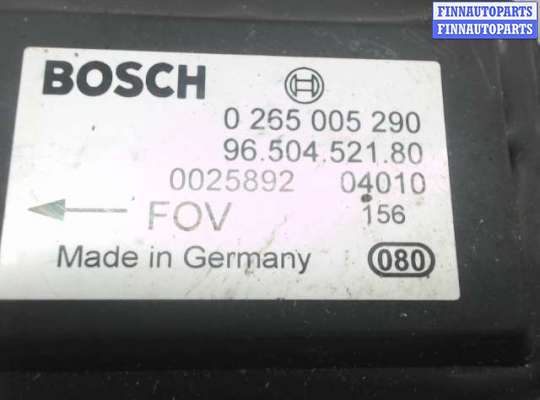 FINNAUTOPARTS
FINNAUTOPARTS
BOSCH
0 265 005 290
96.504.521.80
0025892 04010
FOV 156
Made in Germany 080